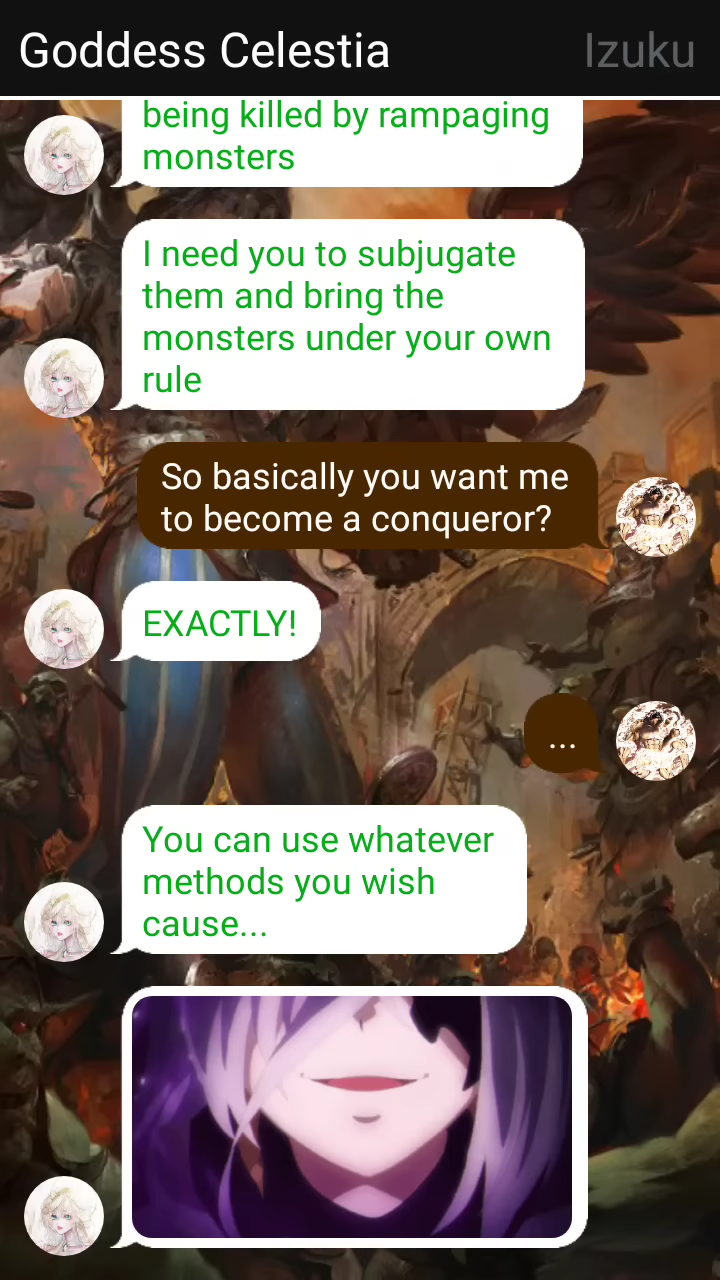 Goddess Celestia
Izuku
being killed by rampaging
monsters
I need you to subjugate
them and bring the
monsters under your own
rule
So basically you want me
to become a conqueror?
EXACTLY!
...
You can use whatever
methods you wish
cause...